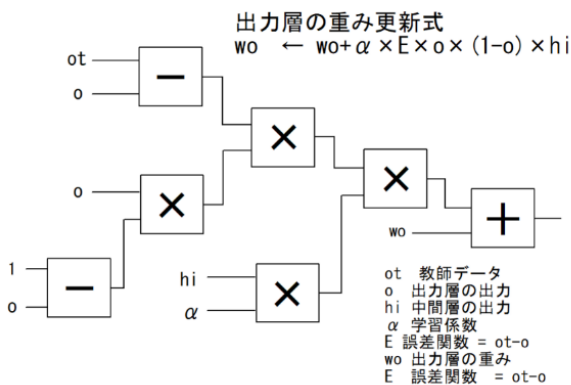 出力層の重み更新式
wo ← wo+α×E×o×(1-o)×hi
ot
o
−
×
o
×
×
＋
wo
1
o
−
hi
α
×
ot 教師データ
o 出力層の出力
hi 中間層の出力
α 学習係数
E 誤差関数 = ot-o
wo 出力層の重み
E 誤差関数 = ot-o